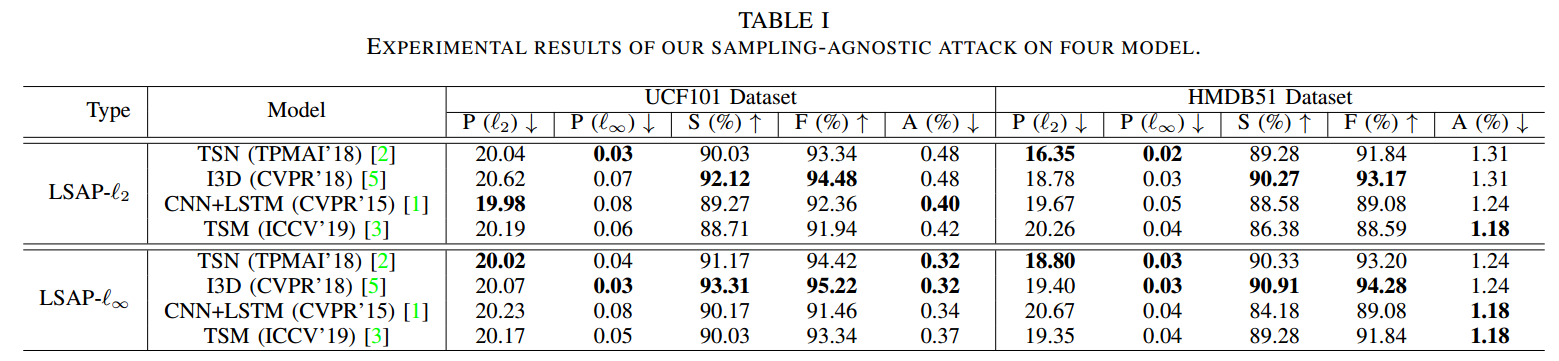 TABLE I
EXPERIMENTAL RESULTS OF OUR SAMPLING-AGNOSTIC ATTACK ON FOUR MODEL.
Type Model UCF101 Dataset HMDB51 Dataset
P (ℓ2) ↓ P (ℓ∞) ↓ S (%) ↑ F (%) ↑ A (%) ↓ P (ℓ2) ↓ P (ℓ∞) ↓ S (%) ↑ F (%) ↑ A (%) ↓
LSAP-ℓ2 TSN (TPMAI'18) [2] 20.04 0.03 90.03 93.34 0.48 16.35 0.02 89.28 91.84 1.31
I3D (CVPR'18) [5] 20.62 0.07 92.12 94.48 0.48 18.78 0.03 90.27 93.17 1.31
CNN+LSTM (CVPR'15) [1] 19.98 0.08 89.27 92.36 0.40 19.67 0.05 88.58 89.08 1.24
TSM (ICCV'19) [3] 20.19 0.06 88.71 91.94 0.42 20.26 0.04 86.38 88.59 1.18
LSAP-ℓ∞ TSN (TPMAI'18) [2] 20.02 0.04 91.17 94.42 0.32 18.80 0.03 90.33 93.20 1.24
I3D (CVPR'18) [5] 20.07 0.03 93.31 95.22 0.32 19.40 0.03 90.91 94.28 1.24
CNN+LSTM (CVPR'15) [1] 20.23 0.08 90.17 91.46 0.34 20.67 0.04 84.18 89.08 1.18
TSM (ICCV'19) [3] 20.17 0.05 90.03 93.34 0.37 19.35 0.04 89.28 91.84 1.18